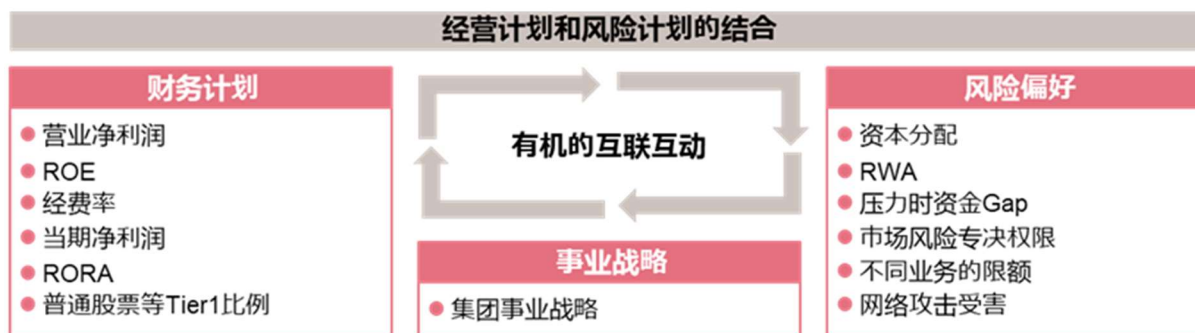 经营计划和风险计划的结合
财务计划
营业净利润
ROE
经费率
当期净利润
RORA
普通股票等Tier1比例
有机的互联互动
事业战略
集团事业战略
风险偏好
资本分配
RWA
压力时资金Gap
市场风险专决权限
不同业务的限额
网络攻击受害